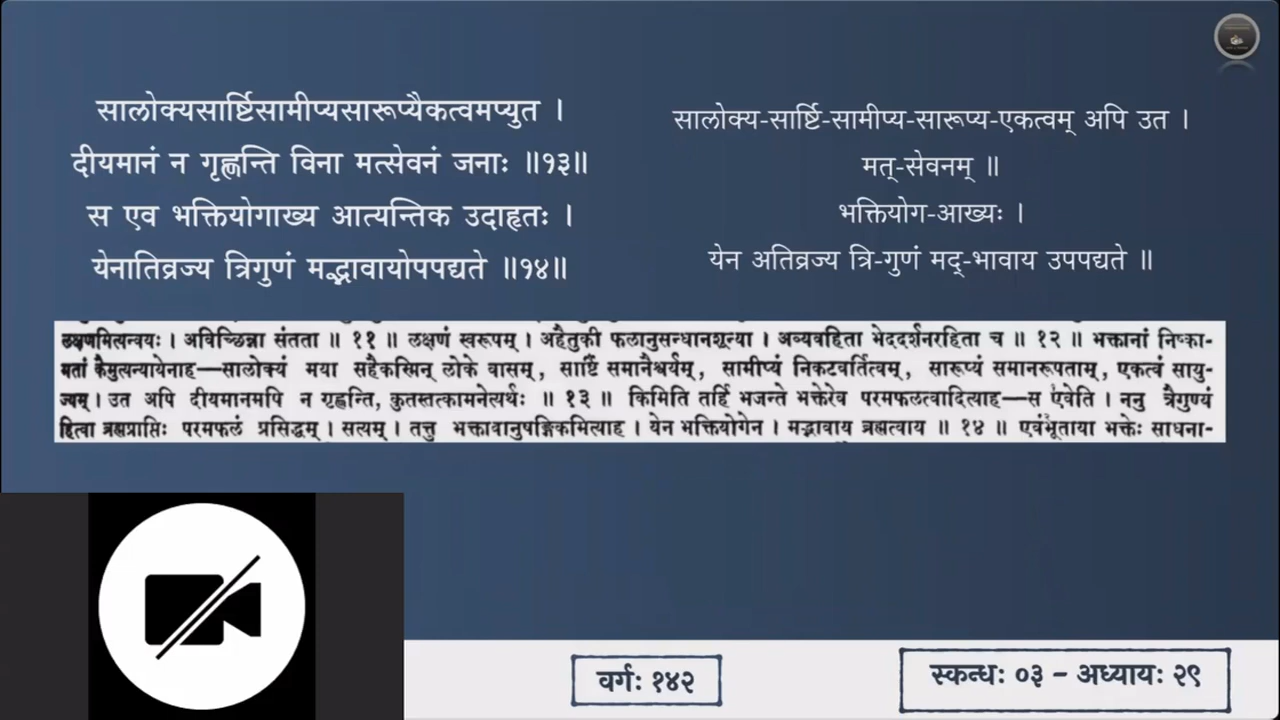 सालोक्यसार्ष्टिसामीप्यसारूप्यैकत्वमप्युत ।
दीयमानं न गृह्णन्ति विना मत्सेवनं जनाः ॥१३॥
स एव भक्तियोगाख्य आत्यन्तिक उदाहृतः ।
येनातिव्रज्य त्रिगुणं मद्भावायोपपद्यते ॥१४॥
सालोक्य-सार्ष्टि-सामीप्य-सारूप्य-एकत्वम् अपि उत ।
मत्-सेवनम् ॥
भक्तियोग-आख्यः ।
येन अतिव्रज्य त्रि-गुणं मद्-भावाय उपपद्यते ॥
लक्षणमित्यन्वयः । अविच्छिन्ना संतता ॥ ११ ॥ लक्षणं स्वरूपम् । अहैतुकी फलानुसन्धानशून्या । अव्यवहिता भेददर्शनरहिता च ॥ १२ ॥ भक्तानां निष्का-
मतां कैमुत्यन्यायेनाह—सालोक्यं मया सहैकस्मिन् लोके वासम्, सार्ष्टिं समानैश्वर्यम्, सामीप्यं निकटवर्तित्वम्, सारूप्यं समानरूपताम्, एकत्वं सायु-
ज्यम् । उत अपि दीयमानमपि न गृह्णन्ति, कुतस्तत्कामनेत्यर्थः ॥ १३ ॥ किमिति तर्हि भजन्ते भक्तेरेव परमफलत्वादित्याह—स एवेति । ननु त्रैगुण्यं
हित्वा ब्रह्मप्राप्तिः परमफलं प्रसिद्धम् । सत्यम् । तत्तु भक्तावानुषङ्गिकमित्याह । येन भक्तियोगेन । मद्भावाय ब्रह्मत्वाय ॥ १४ ॥ एवंभूताया भक्तेः साधना-
वर्गः १४२
स्कन्धः ०३ – अध्यायः २९